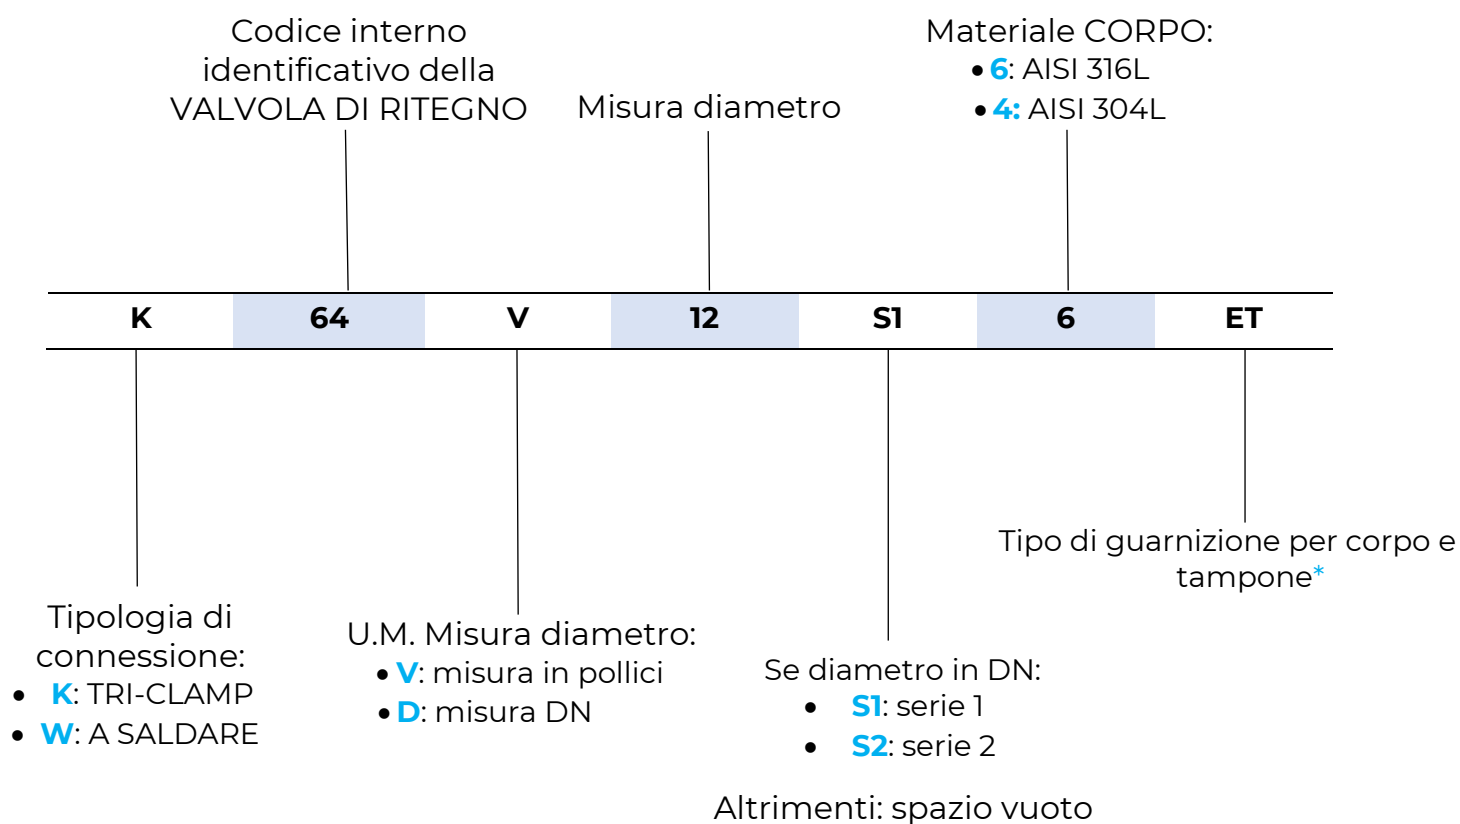 Codice interno
identificativo della
VALVOLA DI RITEGNO
Misura diametro
Materiale CORPO:
• 6: AISI 316L
• 4: AISI 304L
K 64 V 12 S1 6 ET
Tipologia di
connessione:
• K: TRI-CLAMP
• W: A SALDARE
U.M. Misura diametro:
• V: misura in pollici
• D: misura DN
Se diametro in DN:
• S1: serie 1
• S2: serie 2
Altrimenti: spazio vuoto
Tipo di guarnizione per corpo e
tampone*